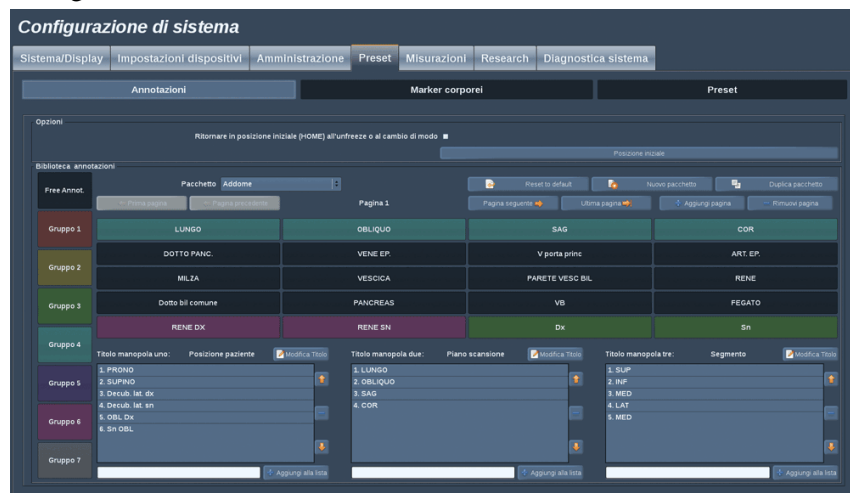 Configurazione di sistema
Sistema/Display Impostazioni dispositivi Amministrazione Preset Misurazioni Research Diagnostica sistema
Annotazioni Marker corporei Preset
Opzioni
Ritornare in posizione iniziale (HOME) all'unfreeze o al cambio di modo
Posizione iniziale
Biblioteca annotazioni
Free Annot. Pacchetto Addome Reset to default Nuovo pacchetto Duplica pacchetto
Prima pagina Pagina precedente Pagina 1 Pagina seguente Ultima pagina Aggiungi pagina Rimuovi pagina
Gruppo 1 LUNGO OBLIQUO SAG COR
DOTTO PANC. VENE EP. V porta princ ART. EP.
Gruppo 2
MILZA VESCICA PARETE VESC BIL RENE
Gruppo 3 Dotto bil comune PANCREAS VB FEGATO
RENE DX RENE SN Dx Sn
Gruppo 4
Titolo manopola uno: Posizione paziente Modifica Titolo Titolo manopola due: Piano scansione Modifica Titolo Titolo manopola tre: Segmento Modifica Titolo
1. PRONO 1. LUNGO 1. SUP
Gruppo 5 2. SUPINO 2. OBLIQUO 2. INF
3. Decub. lat. dx 3. SAG 3. MED
4. Decub. lat. sn 4. COR 4. LAT
Gruppo 6 5. OBL Dx 5. MED
6. Sn OBL
Gruppo 7
Aggiungi alla lista Aggiungi alla lista Aggiungi alla lista